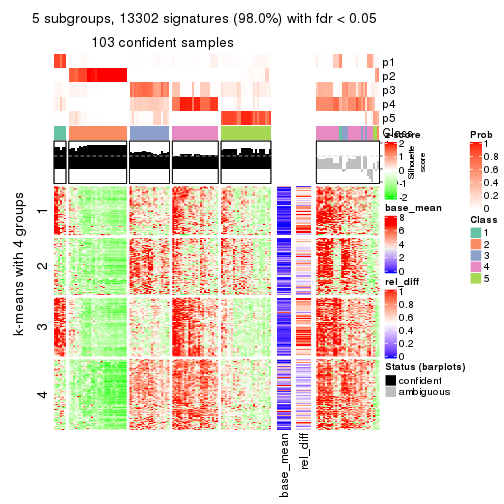 5 subgroups, 13302 signatures (98.0%) with fdr < 0.05
103 confident samples
p1
p2
p3
p4
p5
Class
Silhouette
score
k-means with 4 groups
1
2
3
4
base_mean
rel_diff
z-score
2
1
0
-1
-2
base_mean
8
6
4
2
0
rel_diff
1
0.8
0.6
0.4
0.2
0
Status (barplots)
confident
ambiguous
Prob
1
0.8
0.6
0.4
0.2
0
Class
1
2
3
4
5